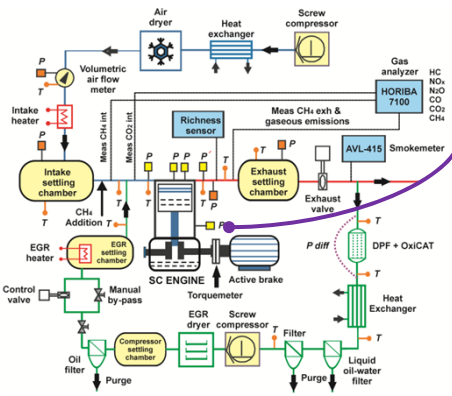 Air
dryer
Heat
exchanger
Screw
compressor
P
Volumetric
air flow
meter
T
Gas
analyzer
HORIBA
7100
HC
NOx
N2O
CO
CO2
CH4
Intake
heater
P
T
Meas CH4 int
Meas CO2 int
Richness
sensor
Meas CH4 exh &
gaseous emissions
AVL-415
Smokemeter
Intake
settling
chamber
P
P
P
T
T
P
T
T
P
Exhaust
settling
chamber
Exhaust
valve
CH4
Addition
T
P
T
EGR
heater
EGR
settling
chamber
P diff
DPF + OxiCAT
T
SC ENGINE
Active brake
Torquemeter
Control
valve
Manual
by-pass
Heat
Exchanger
Oil
filter
Purge
Compressor
settling
chamber
EGR
dryer
Screw
compressor
T
Filter
Purge
T
Liquid
oil-water
filter